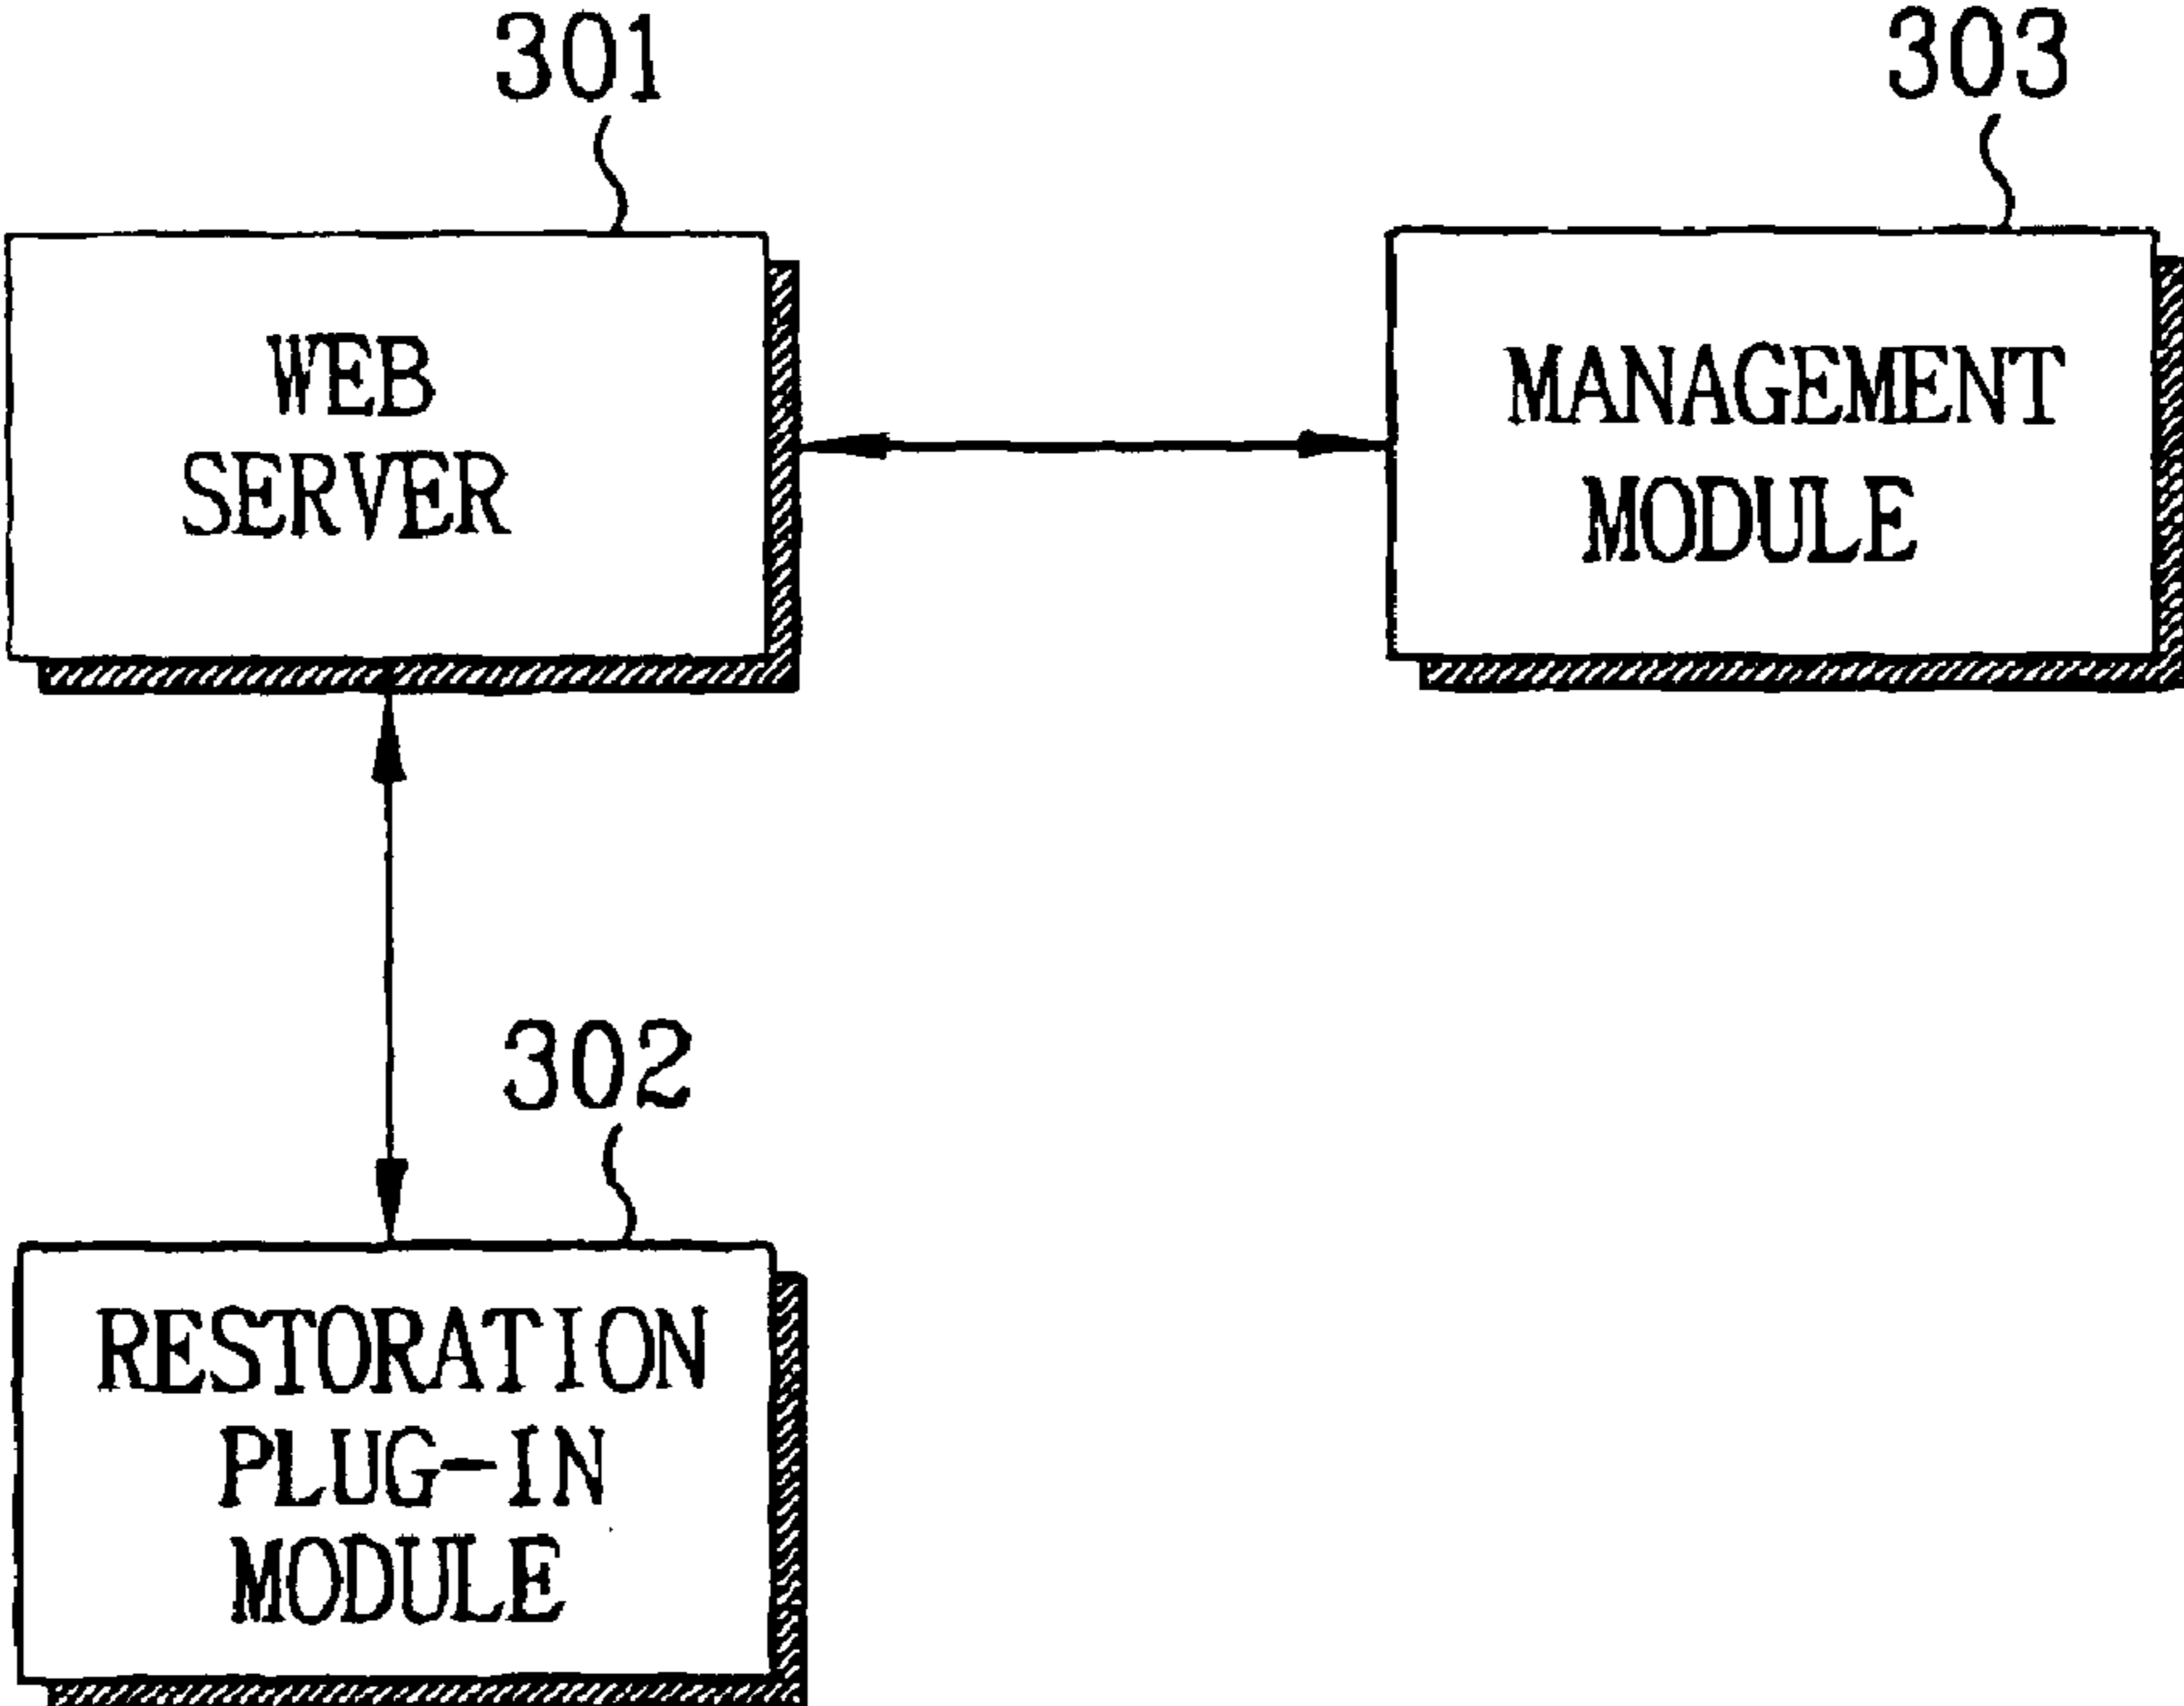 301
303
WEB
SERVER
MANAGEMENT
MODULE
302
RESTORATION
PLUG-IN
MODULE